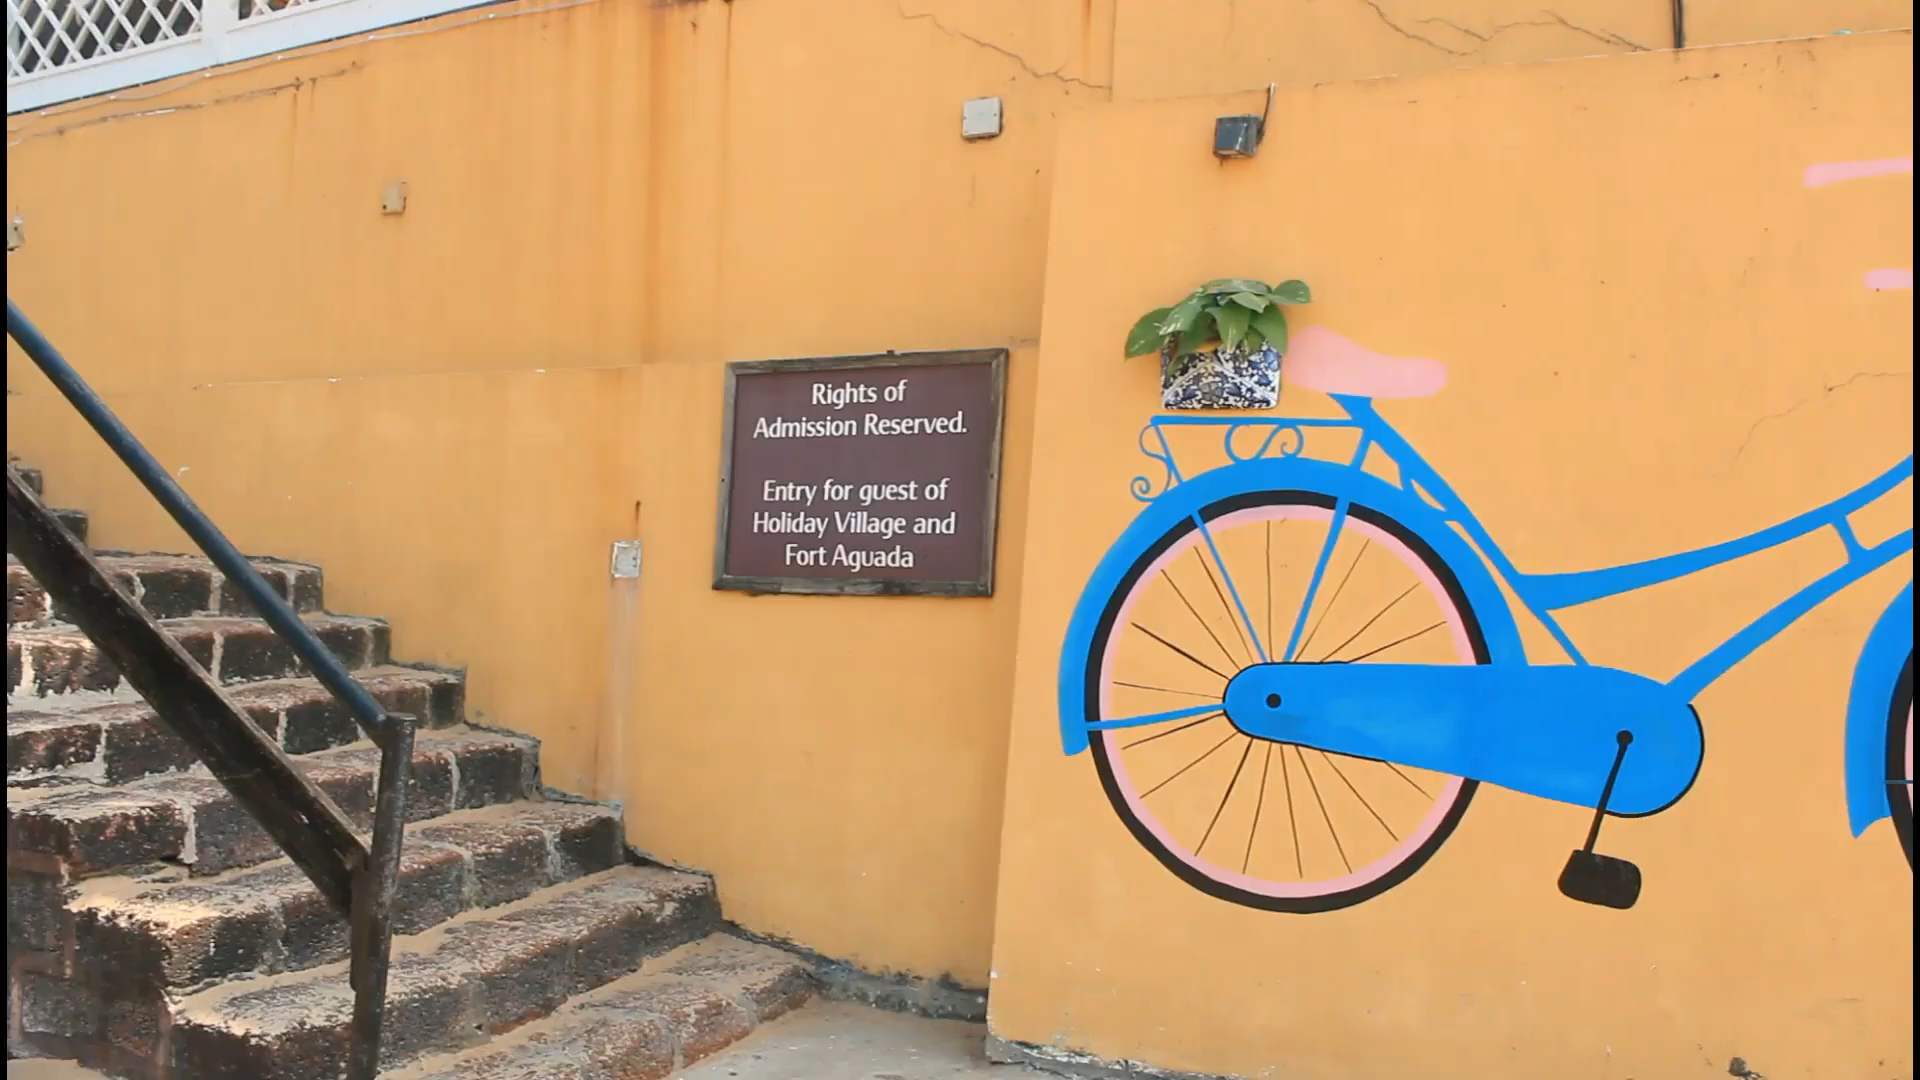 Rights of
Admission Reserved.
Entry for guest of
Holiday Village and
Fort Aguada